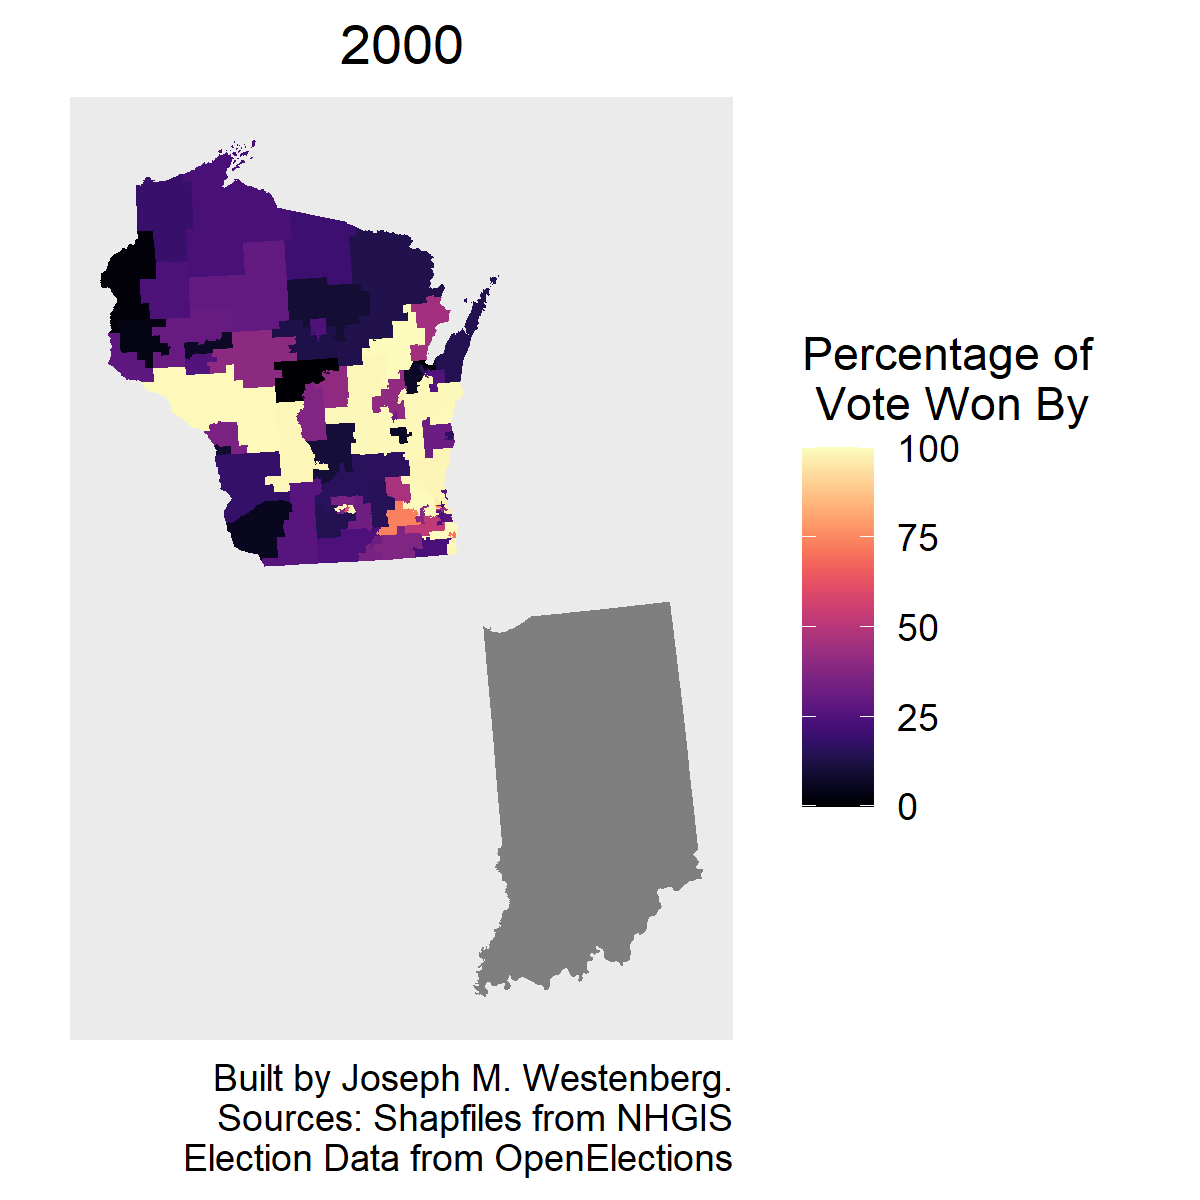 2000
Percentage of
Vote Won By
100
75
50
25
0
Built by Joseph M. Westenberg.
Sources: Shapfiles from NHGIS
Election Data from OpenElections